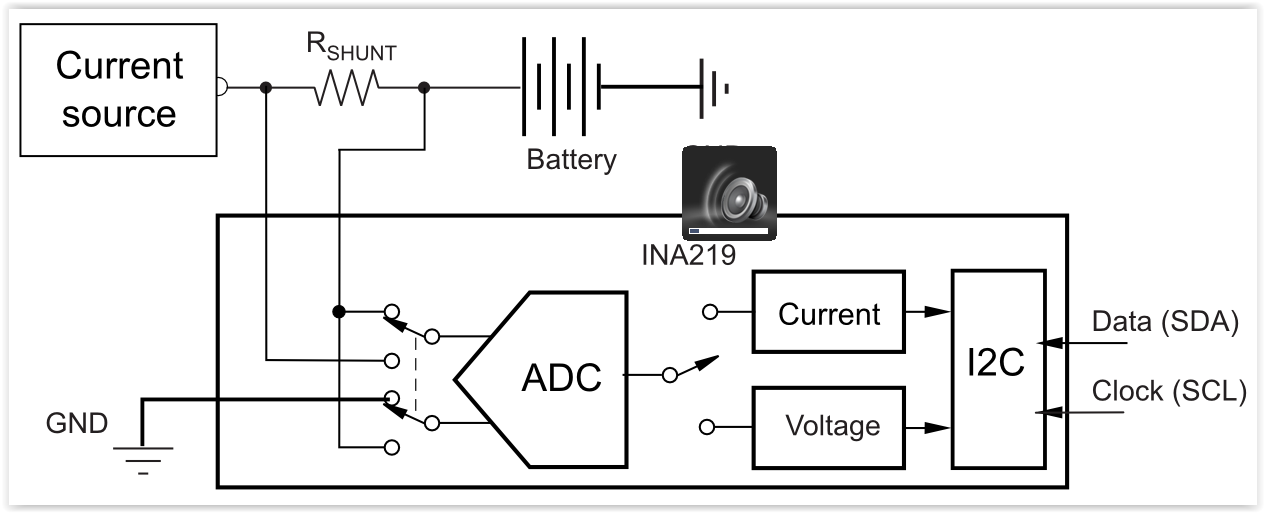 Current
source
RSHUNT
Battery
INA219
Current
Data (SDA)
ADC
I2C
Clock (SCL)
GND
Voltage